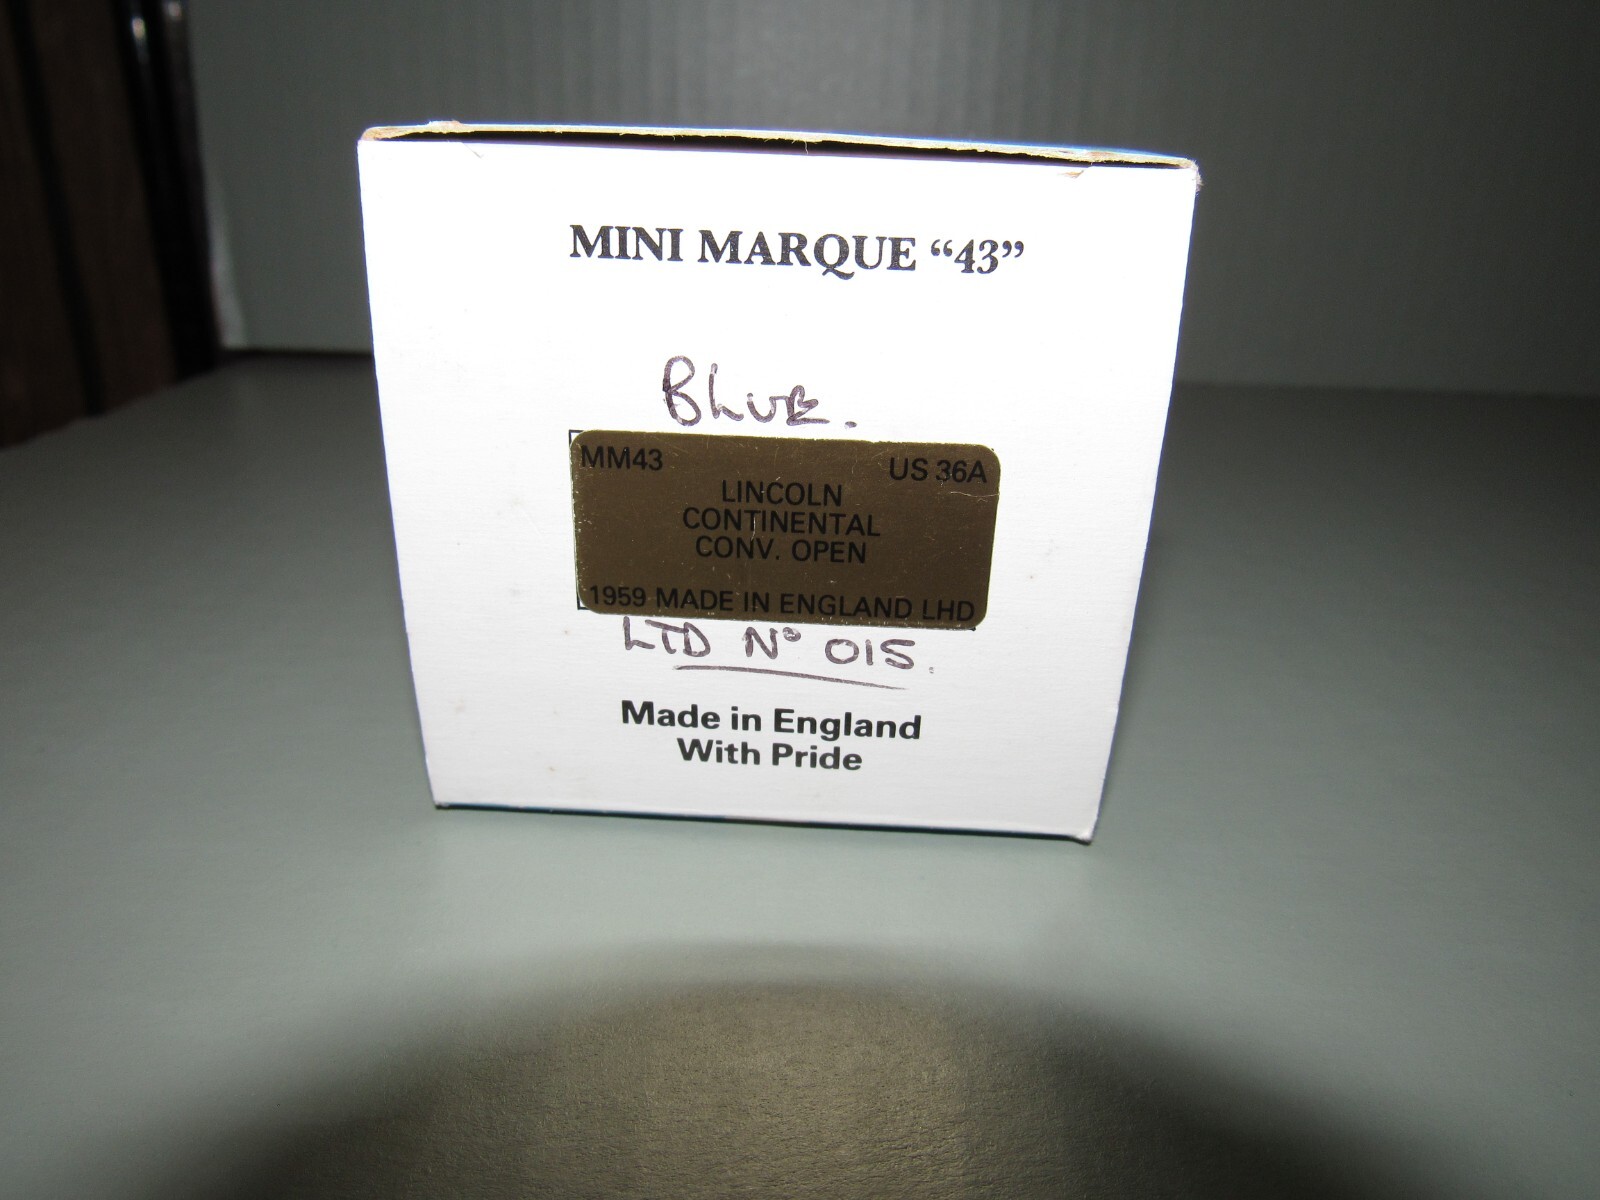 MINI MARQUE “43”
BLUE.
MM43 US 36A
LINCOLN
CONTINENTAL
CONV. OPEN
1959 MADE IN ENGLAND LHD
LTD Nº 015.
Made in England
With Pride